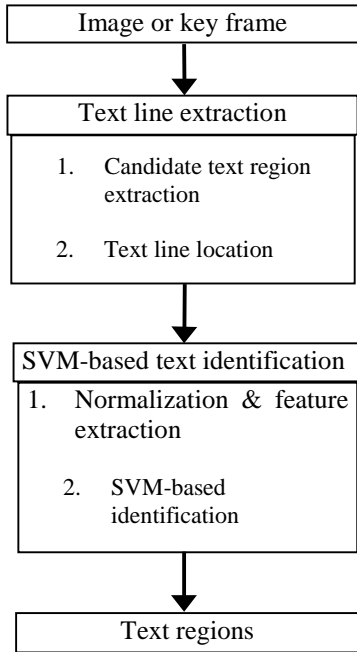 Image or key frame
Text line extraction
1. Candidate text region
extraction
2. Text line location
SVM-based text identification
1. Normalization & feature
extraction
2. SVM-based
identification
Text regions